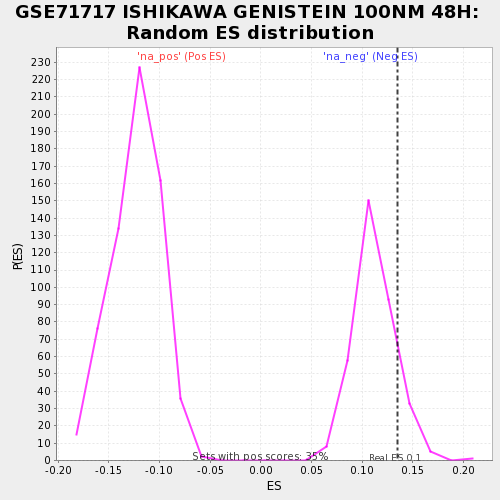 GSE71717 ISHIKAWA GENISTEIN 100NM 48H:
Random ES distribution
'na_pos' (Pos ES)
'na_neg' (Neg ES)
230
220
210
200
190
180
170
160
150
140
130
120
110
100
90
80
70
60
50
40
30
20
10
0
P(ES)
Sets with pos scores: 35%
Real ES 0.1
-0.20 -0.15 -0.10 -0.05 0.00 0.05 0.10 0.15 0.20
ES